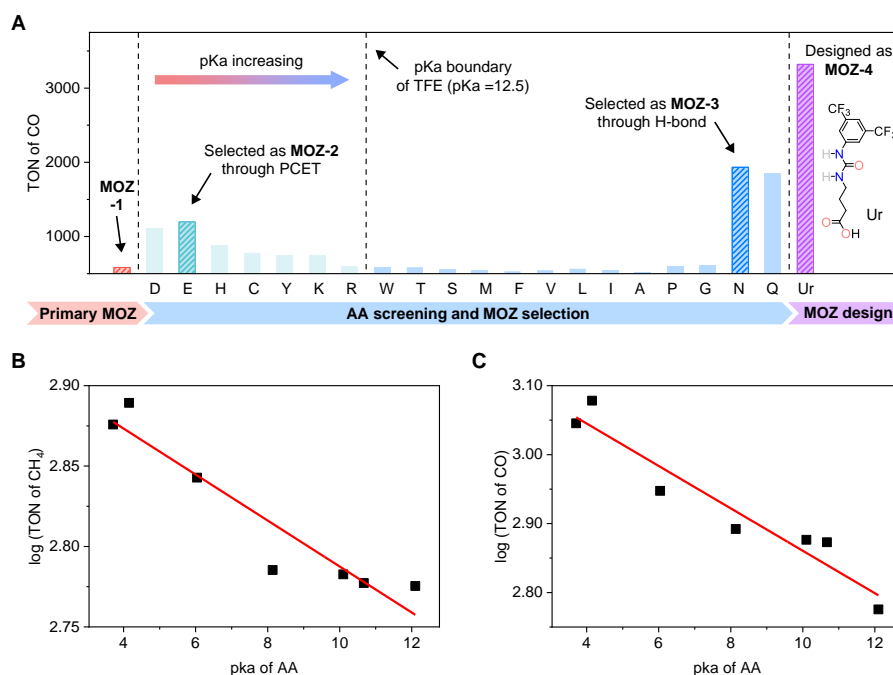 A
pKa increasing
pKa boundary
of TFE (pKa =12.5)
Designed as
MOZ-4
Selected as MOZ-3
through H-bond
Selected as MOZ-2
through PCET
MOZ
-1
TON of CO
3000
2000
1000
CF3
CF3
H-N
O
H-N
O
OH
Ur
D E H C Y K R W T S M F V L I A P G N Q Ur
Primary MOZ AA screening and MOZ selection MOZ design
B
log (TON of CH4)
2.90
2.85
2.80
2.75
4 6 8 10 12
pka of AA
C
log (TON of CO)
3.10
3.00
2.90
2.80
4 6 8 10 12
pka of AA